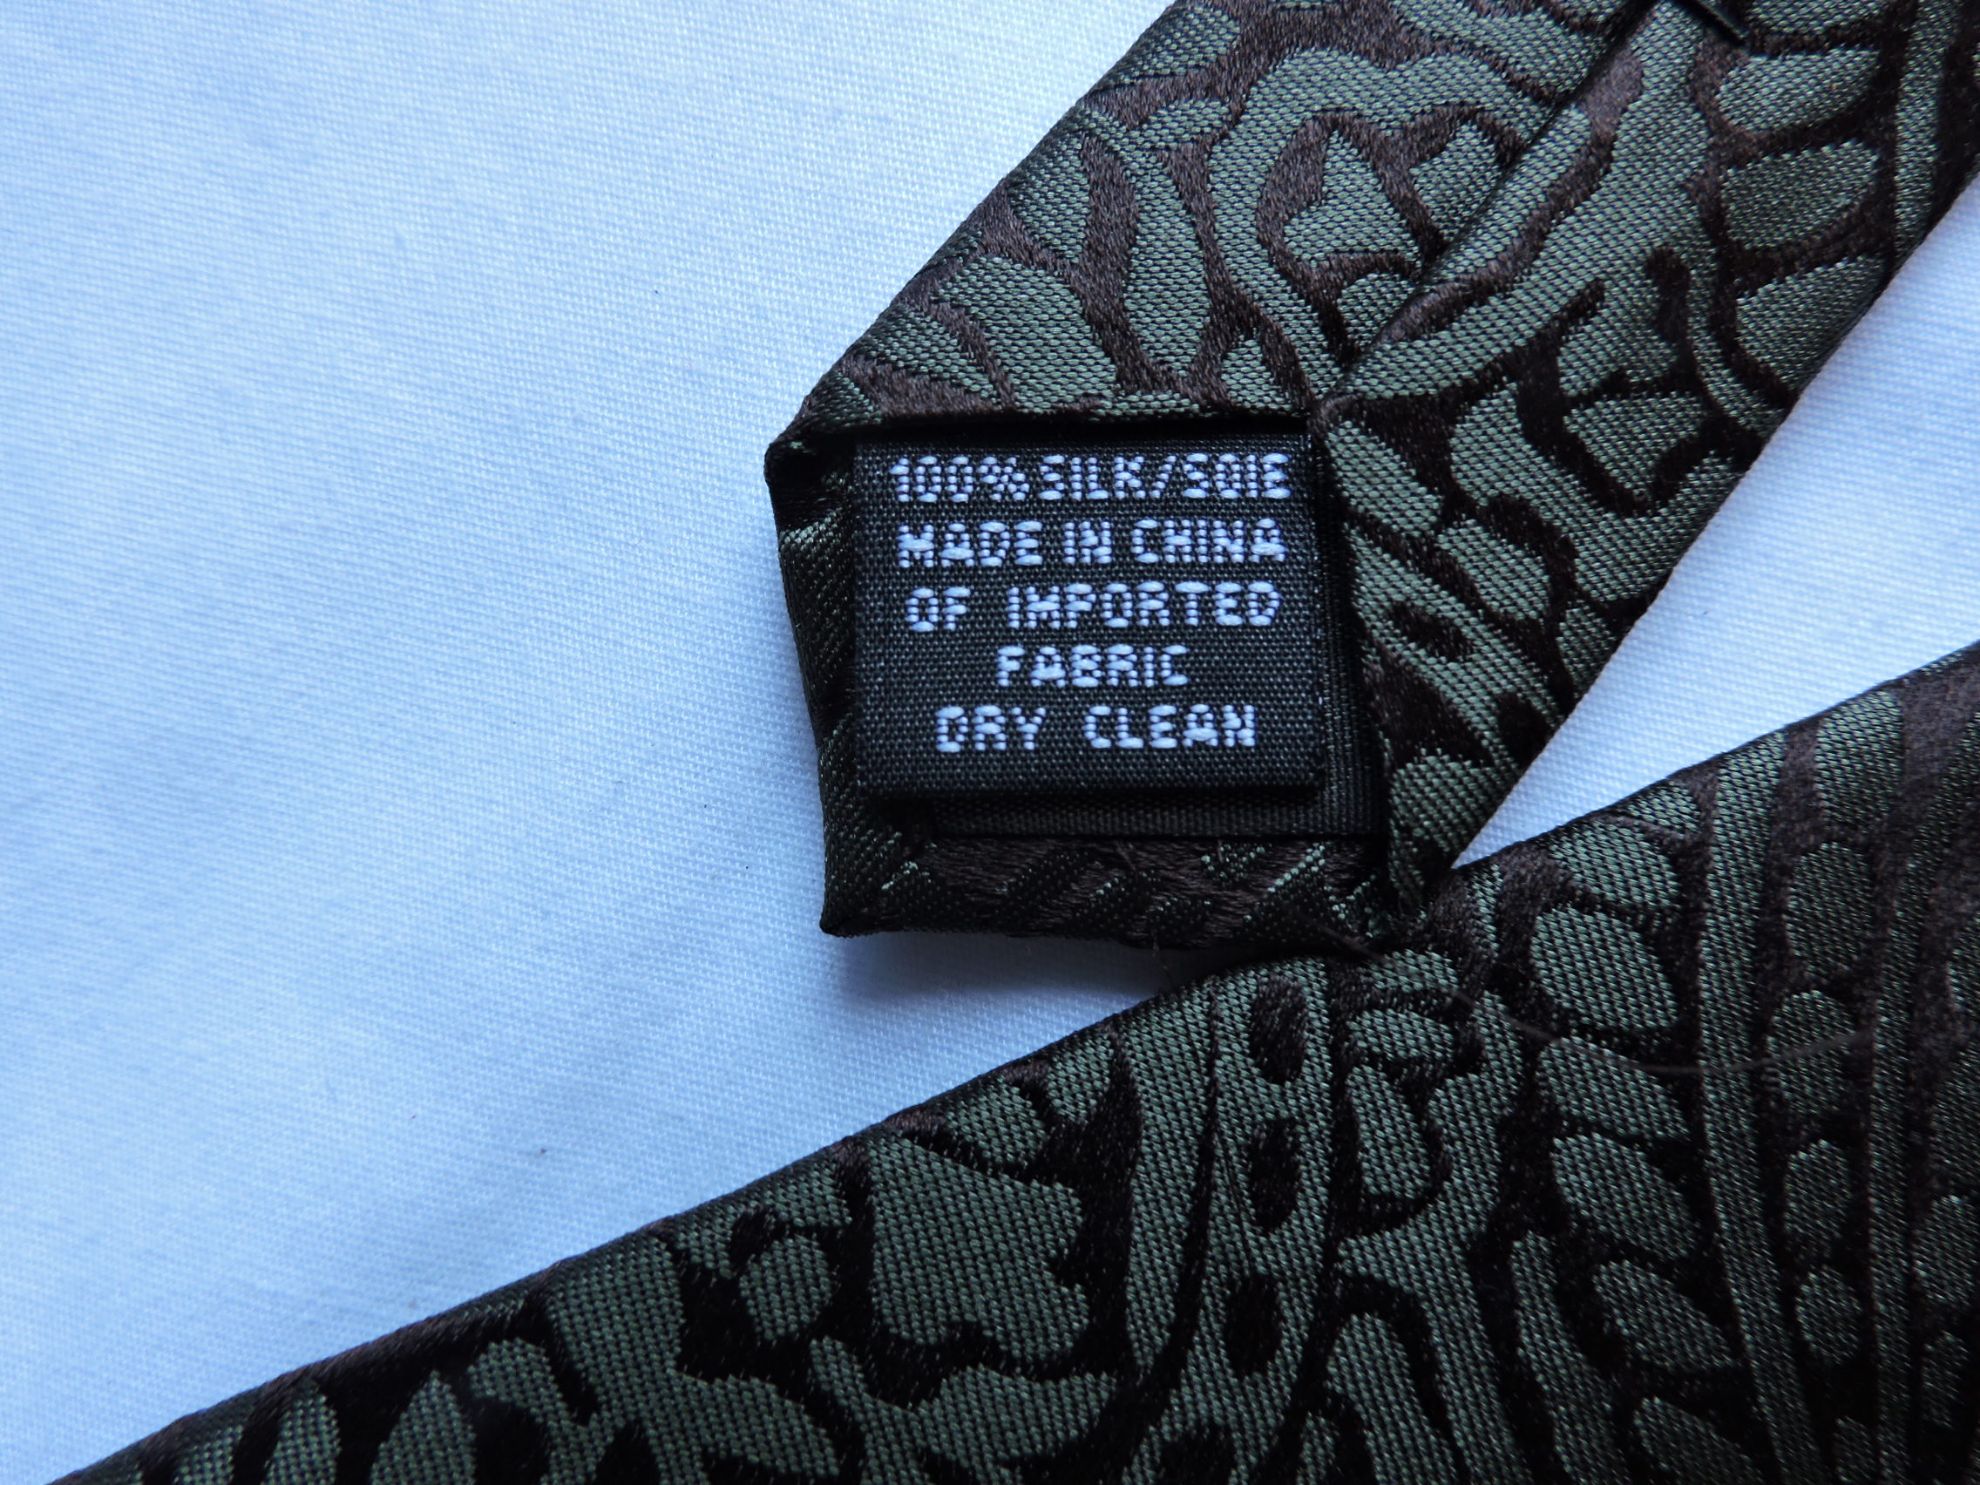 100% SILK/SOIE
MADE IN CHINA
OF IMPORTED
FABRIC
DRY CLEAN